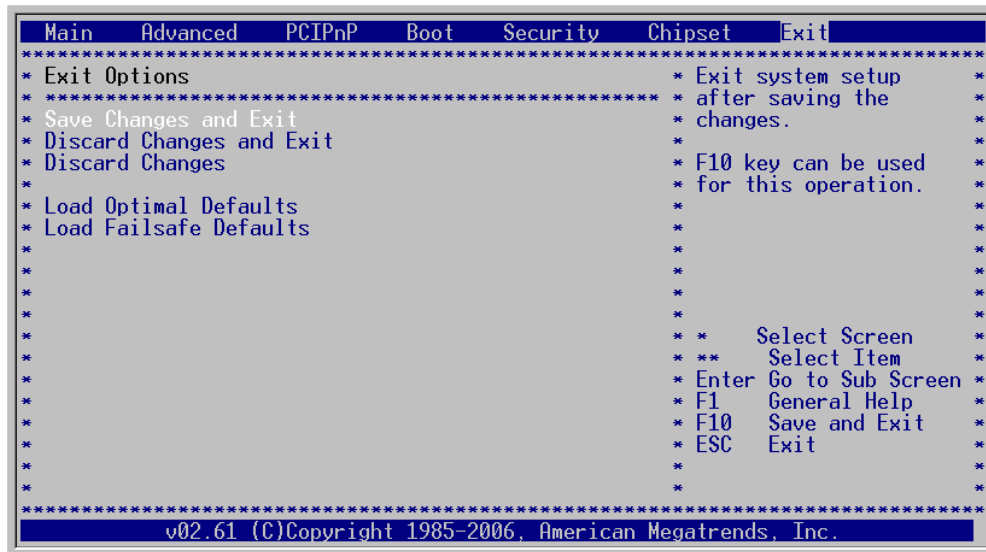 Main Advanced PCIPnP Boot Security Chipset Exit
********************************************************************************
* Exit Options * Exit system setup *
* *************************************************** * after saving the *
* Save Changes and Exit * changes. *
* Discard Changes and Exit * *
* Discard Changes * F10 key can be used *
* * for this operation. *
* Load Optimal Defaults * *
* Load Failsafe Defaults * *
* * *
* * *
* * *
* * *
* * * Select Screen *
* * ** Select Item *
* * Enter Go to Sub Screen *
* * F1 General Help *
* * F10 Save and Exit *
* * ESC Exit *
* * *
* * *
********************************************************************************
v02.61 (C)Copyright 1985-2006, American Megatrends, Inc.